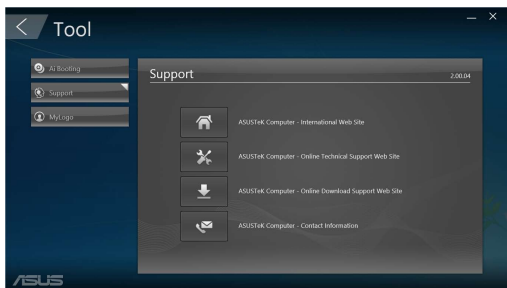 Tool
Ai Booting
Support
MyLogo
Support
2.00.04
ASUSTeK Computer - International Web Site
ASUSTeK Computer - Online Technical Support Web Site
ASUSTeK Computer - Online Download Support Web Site
ASUSTeK Computer - Contact Information
ASUS